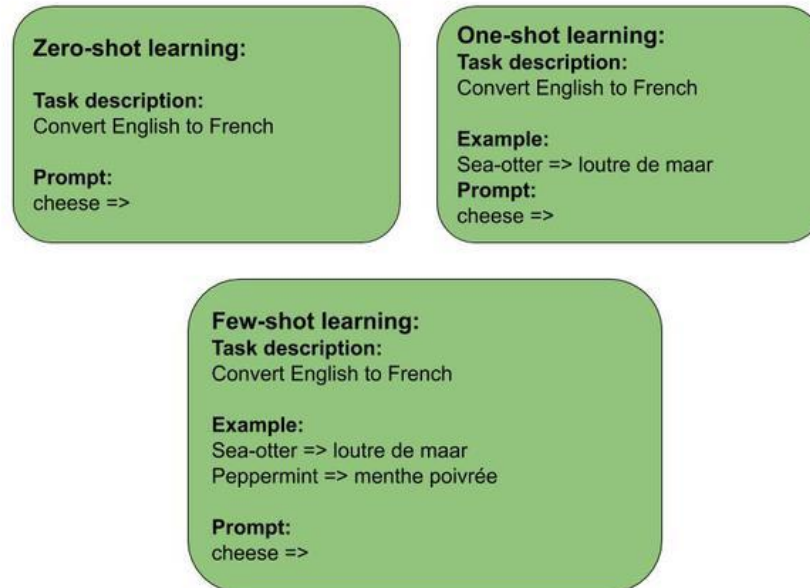 Zero-shot learning:
Task description:
Convert English to French
Prompt:
cheese =>
One-shot learning:
Task description:
Convert English to French
Example:
Sea-otter => loutre de maar
Prompt:
cheese =>
Few-shot learning:
Task description:
Convert English to French
Example:
Sea-otter => loutre de maar
Peppermint => menthe poivrée
Prompt:
cheese =>